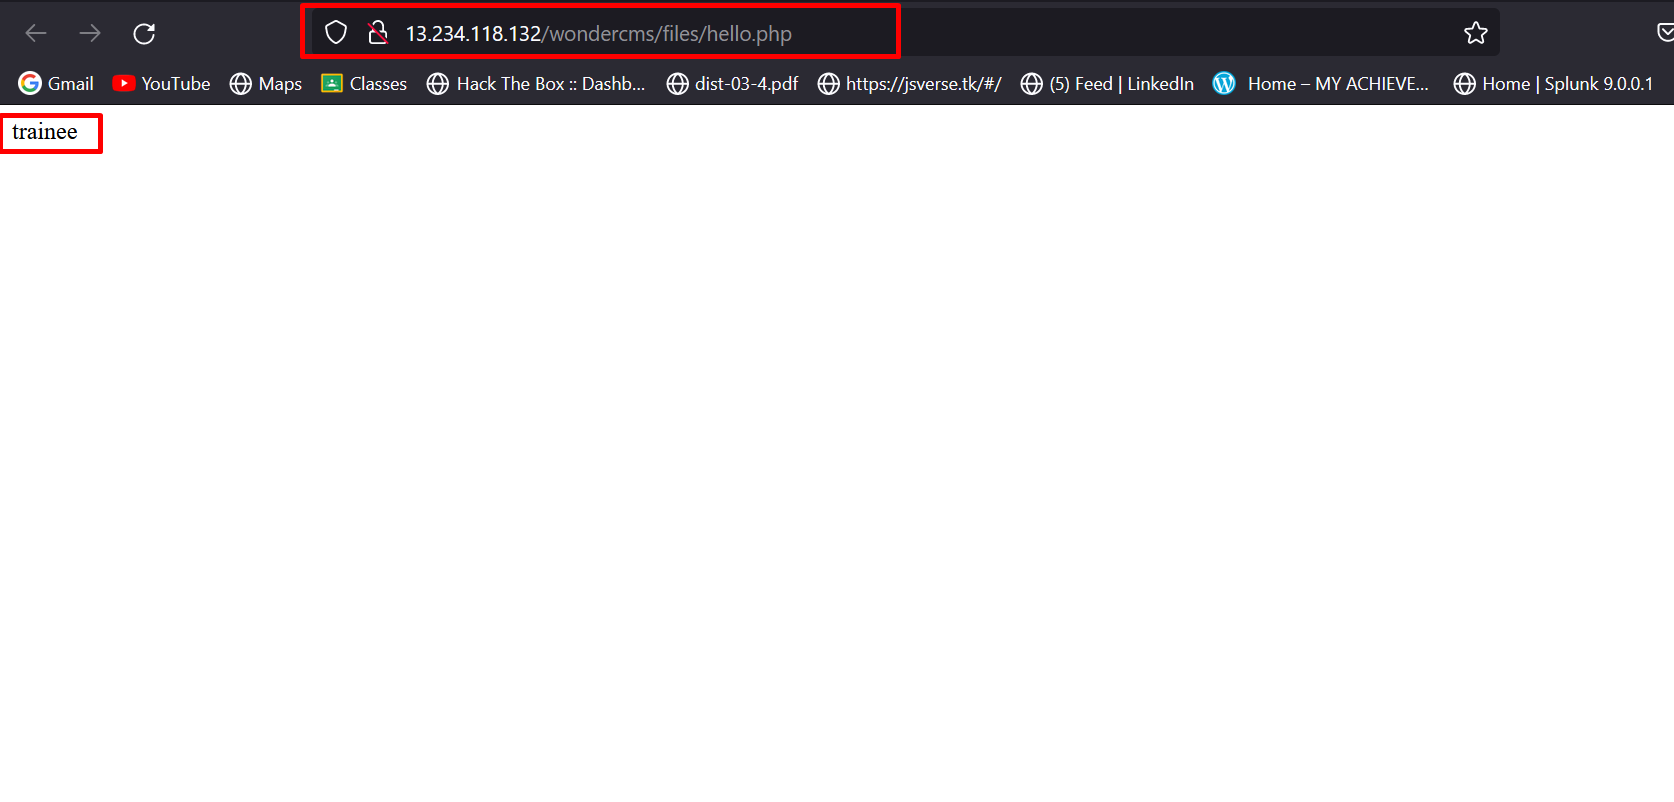 13.234.118.132/wondercms/files/hello.php
Gmail YouTube Maps Classes Hack The Box :: Dashb... dist-03-4.pdf https://jsverse.tk/#/ (5) Feed | LinkedIn Home – MY ACHIEVE... Home | Splunk 9.0.0.1
trainee